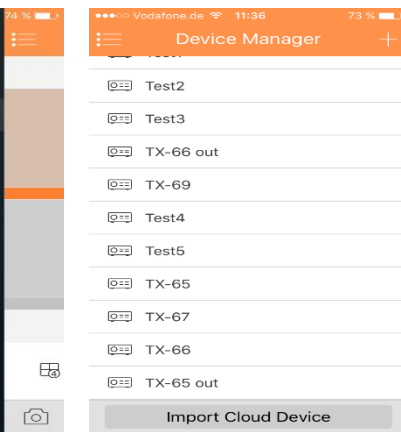 74 %
4
●●●○○ Vodafone.de 11:36 73 %
Device Manager
Test2
Test3
TX-66 out
TX-69
Test4
Test5
TX-65
TX-67
TX-66
TX-65 out
Import Cloud Device